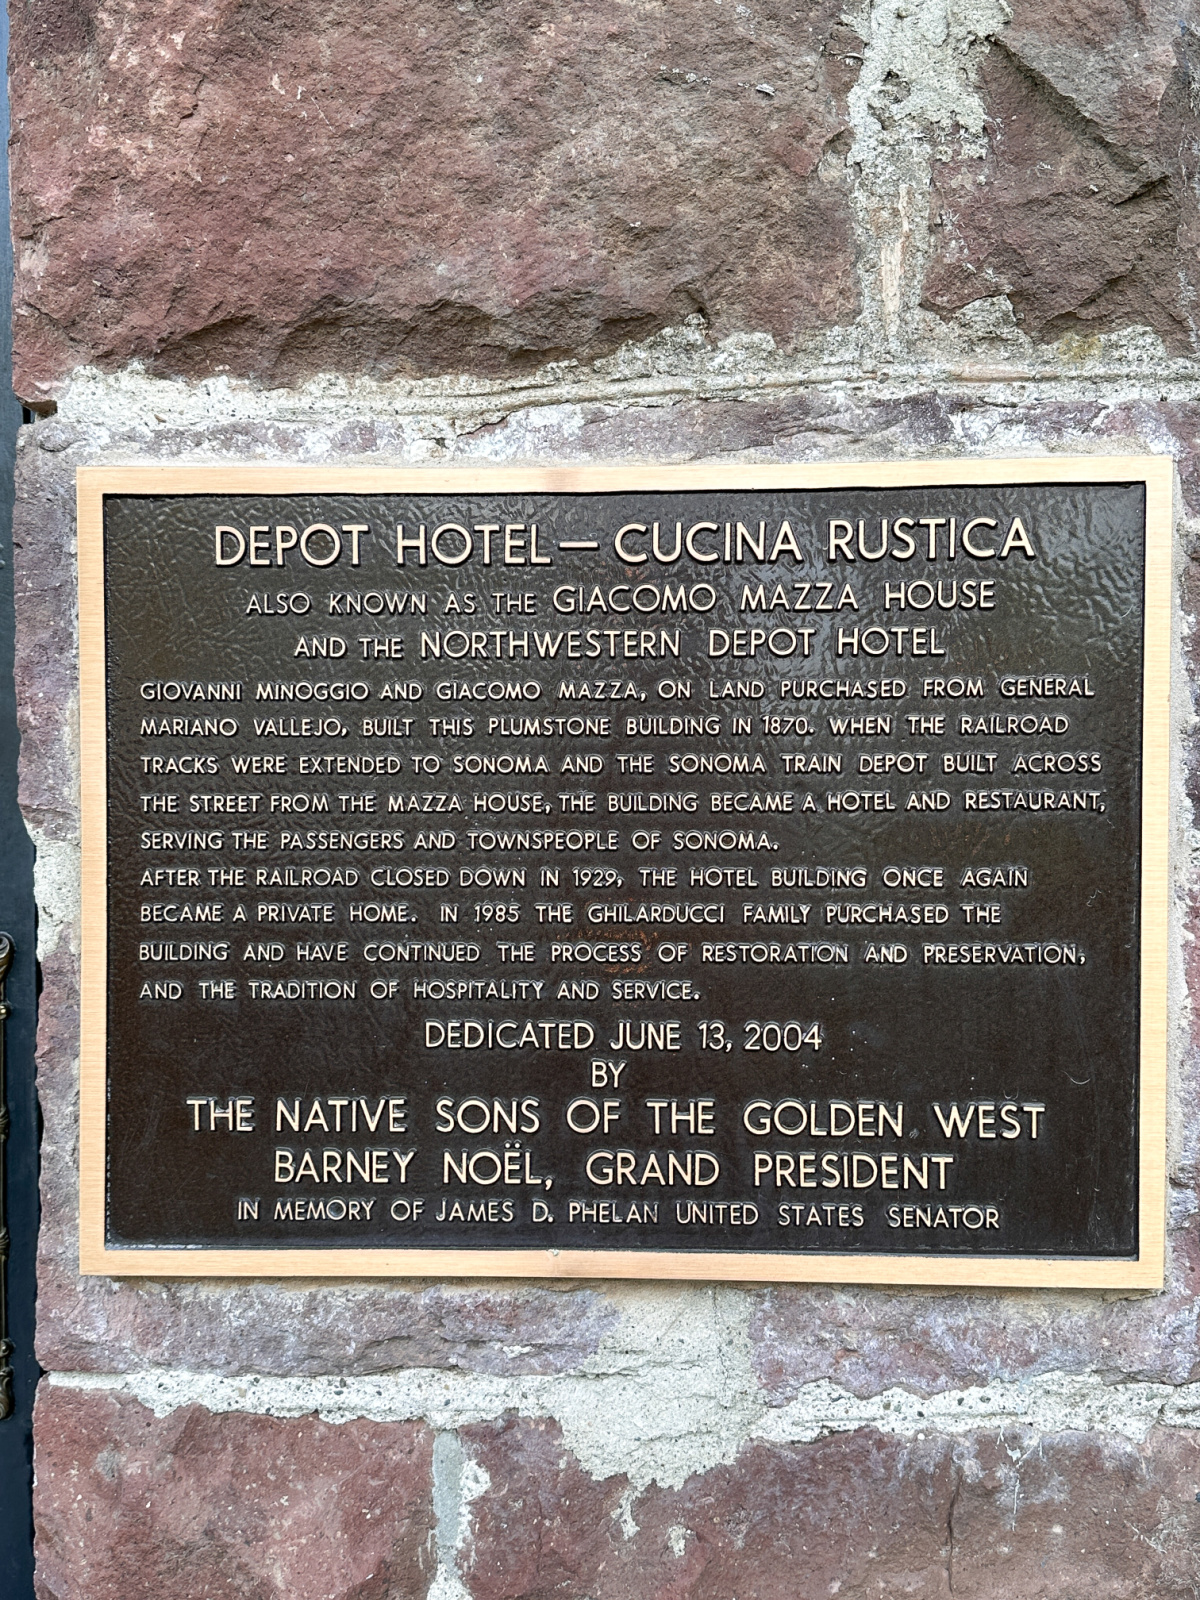 DEPOT HOTEL — CUCINA RUSTICA
ALSO KNOWN AS THE GIACOMO MAZZA HOUSE
AND THE NORTHWESTERN DEPOT HOTEL
GIOVANNI MINOGGIO AND GIACOMO MAZZA, ON LAND PURCHASED FROM GENERAL
MARIANO VALLEJO, BUILT THIS PLUMSTONE BUILDING IN 1870. WHEN THE RAILROAD
TRACKS WERE EXTENDED TO SONOMA AND THE SONOMA TRAIN DEPOT BUILT ACROSS
THE STREET FROM THE MAZZA HOUSE, THE BUILDING BECAME A HOTEL AND RESTAURANT,
SERVING THE PASSENGERS AND TOWNSPEOPLE OF SONOMA.
AFTER THE RAILROAD CLOSED DOWN IN 1929, THE HOTEL BUILDING ONCE AGAIN
BECAME A PRIVATE HOME. IN 1985 THE GHILARDUCCI FAMILY PURCHASED THE
BUILDING AND HAVE CONTINUED THE PROCESS OF RESTORATION AND PRESERVATION,
AND THE TRADITION OF HOSPITALITY AND SERVICE.
DEDICATED JUNE 13, 2004
BY
THE NATIVE SONS OF THE GOLDEN WEST
BARNEY NOËL, GRAND PRESIDENT
IN MEMORY OF JAMES D. PHELAN UNITED STATES SENATOR